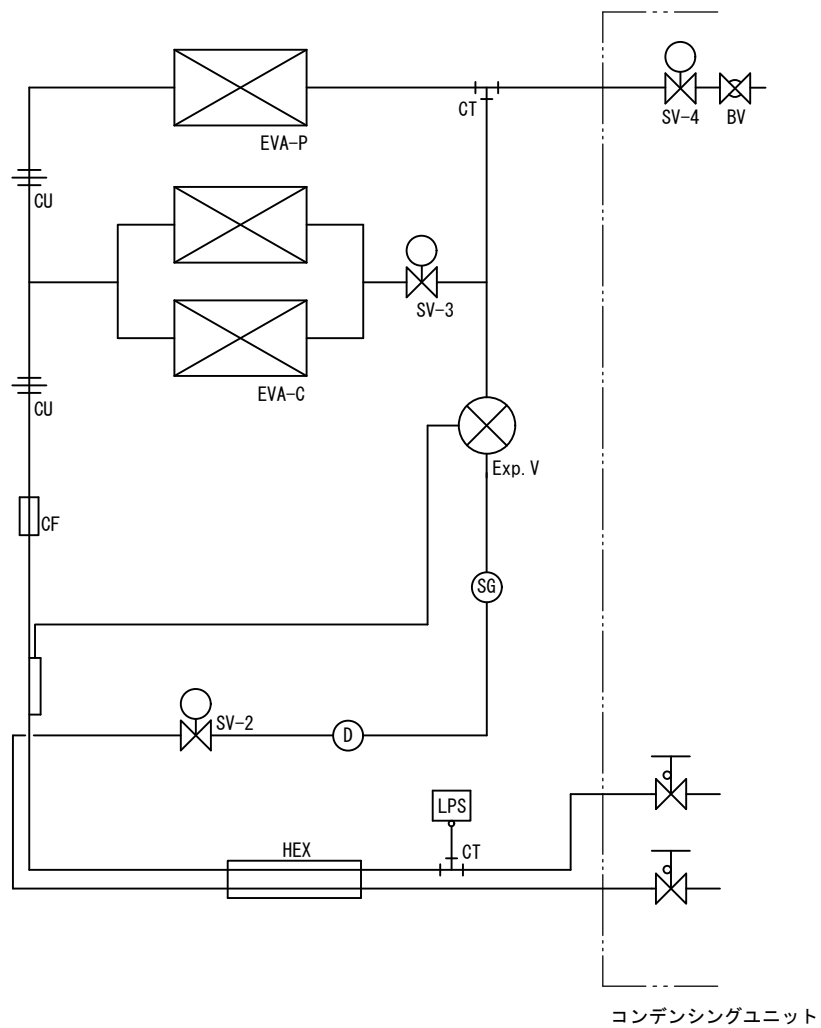 SV-4
BV
CT
EVA-P
CU
SV-3
EVA-C
CU
Exp.V
CF
SG
SV-2
D
LPS
HEX
CT
コンデンシングユニット